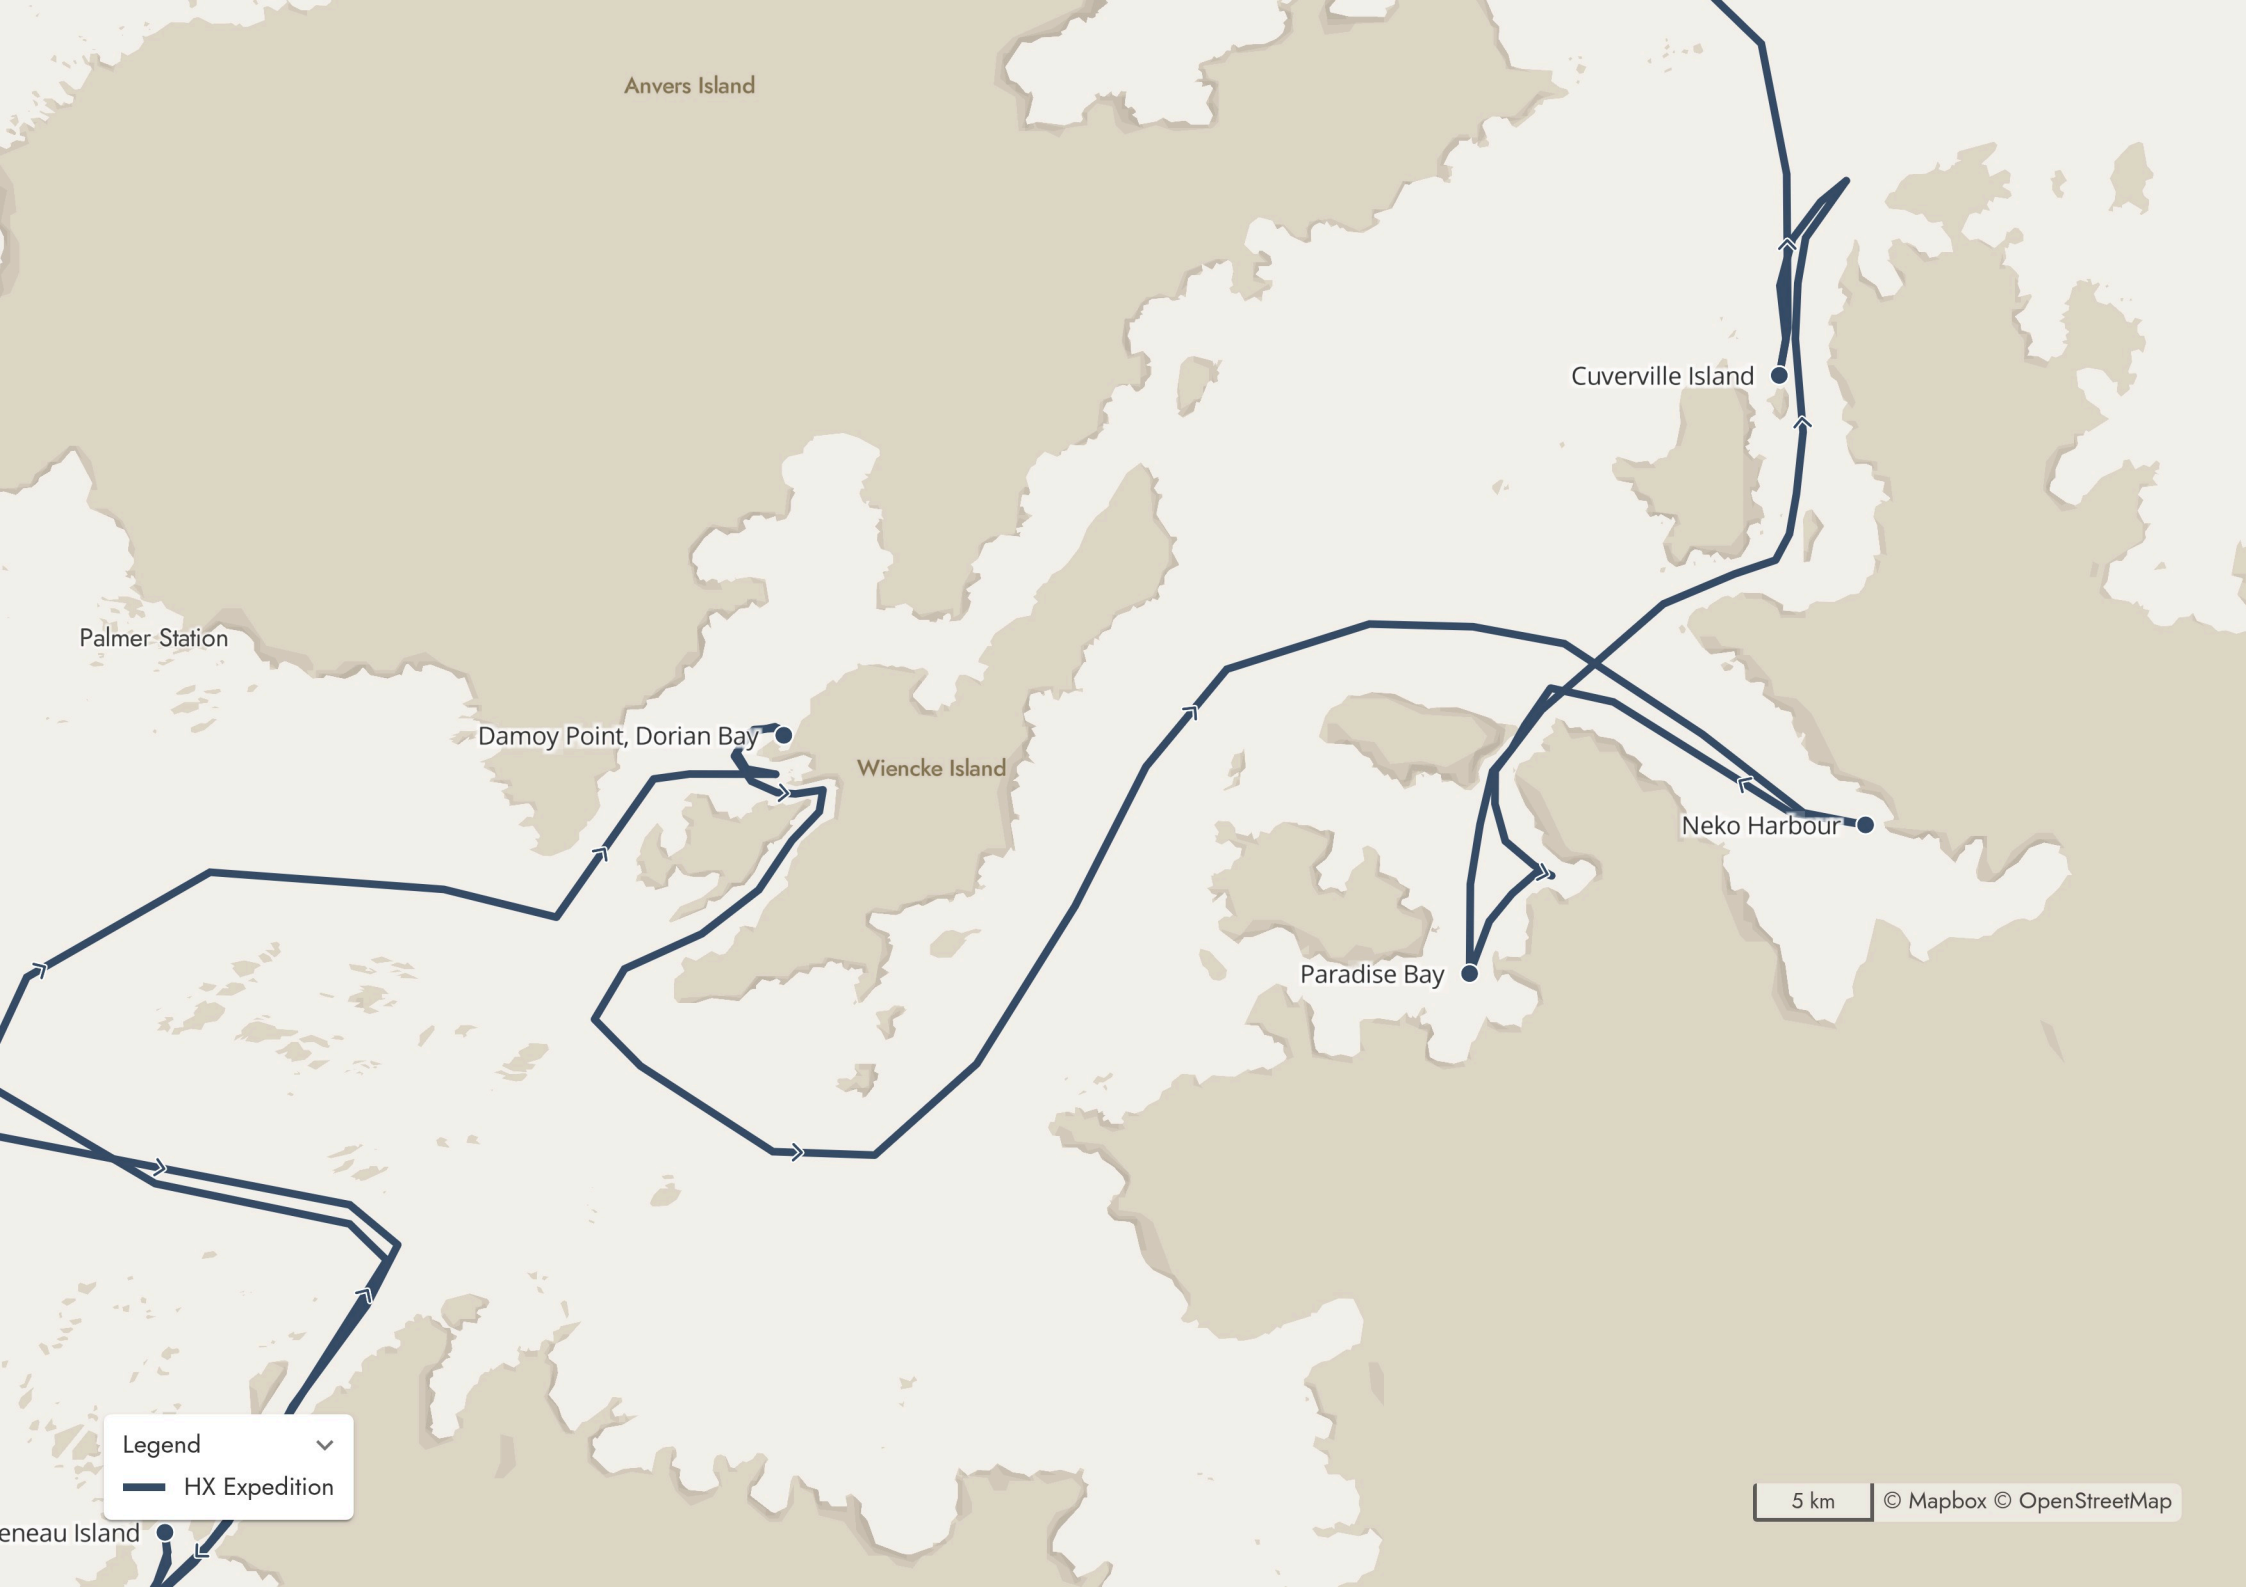 Anvers Island
Cuverville Island
Palmer Station
Damoy Point, Dorian Bay
Wiencke Island
Neko Harbour
Paradise Bay
Legend
HX Expedition
5 km
© Mapbox © OpenStreetMap
eneau Island